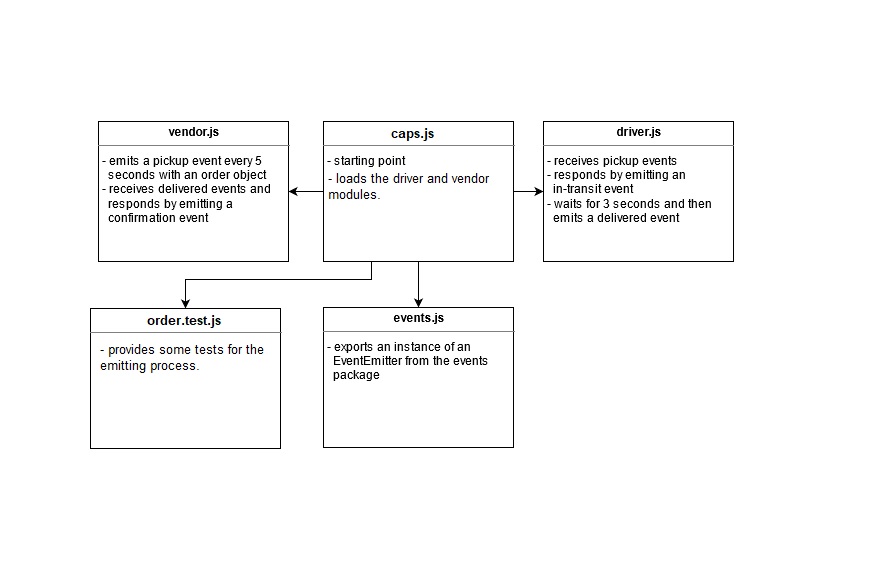 vendor.js
- emits a pickup event every 5
seconds with an order object
- receives delivered events and
responds by emitting a
confirmation event
caps.js
- starting point
- loads the driver and vendor
modules.
driver.js
- receives pickup events
- responds by emitting an
in-transit event
- waits for 3 seconds and then
emits a delivered event
order.test.js
- provides some tests for the
emitting process.
events.js
- exports an instance of an
EventEmitter from the events
package